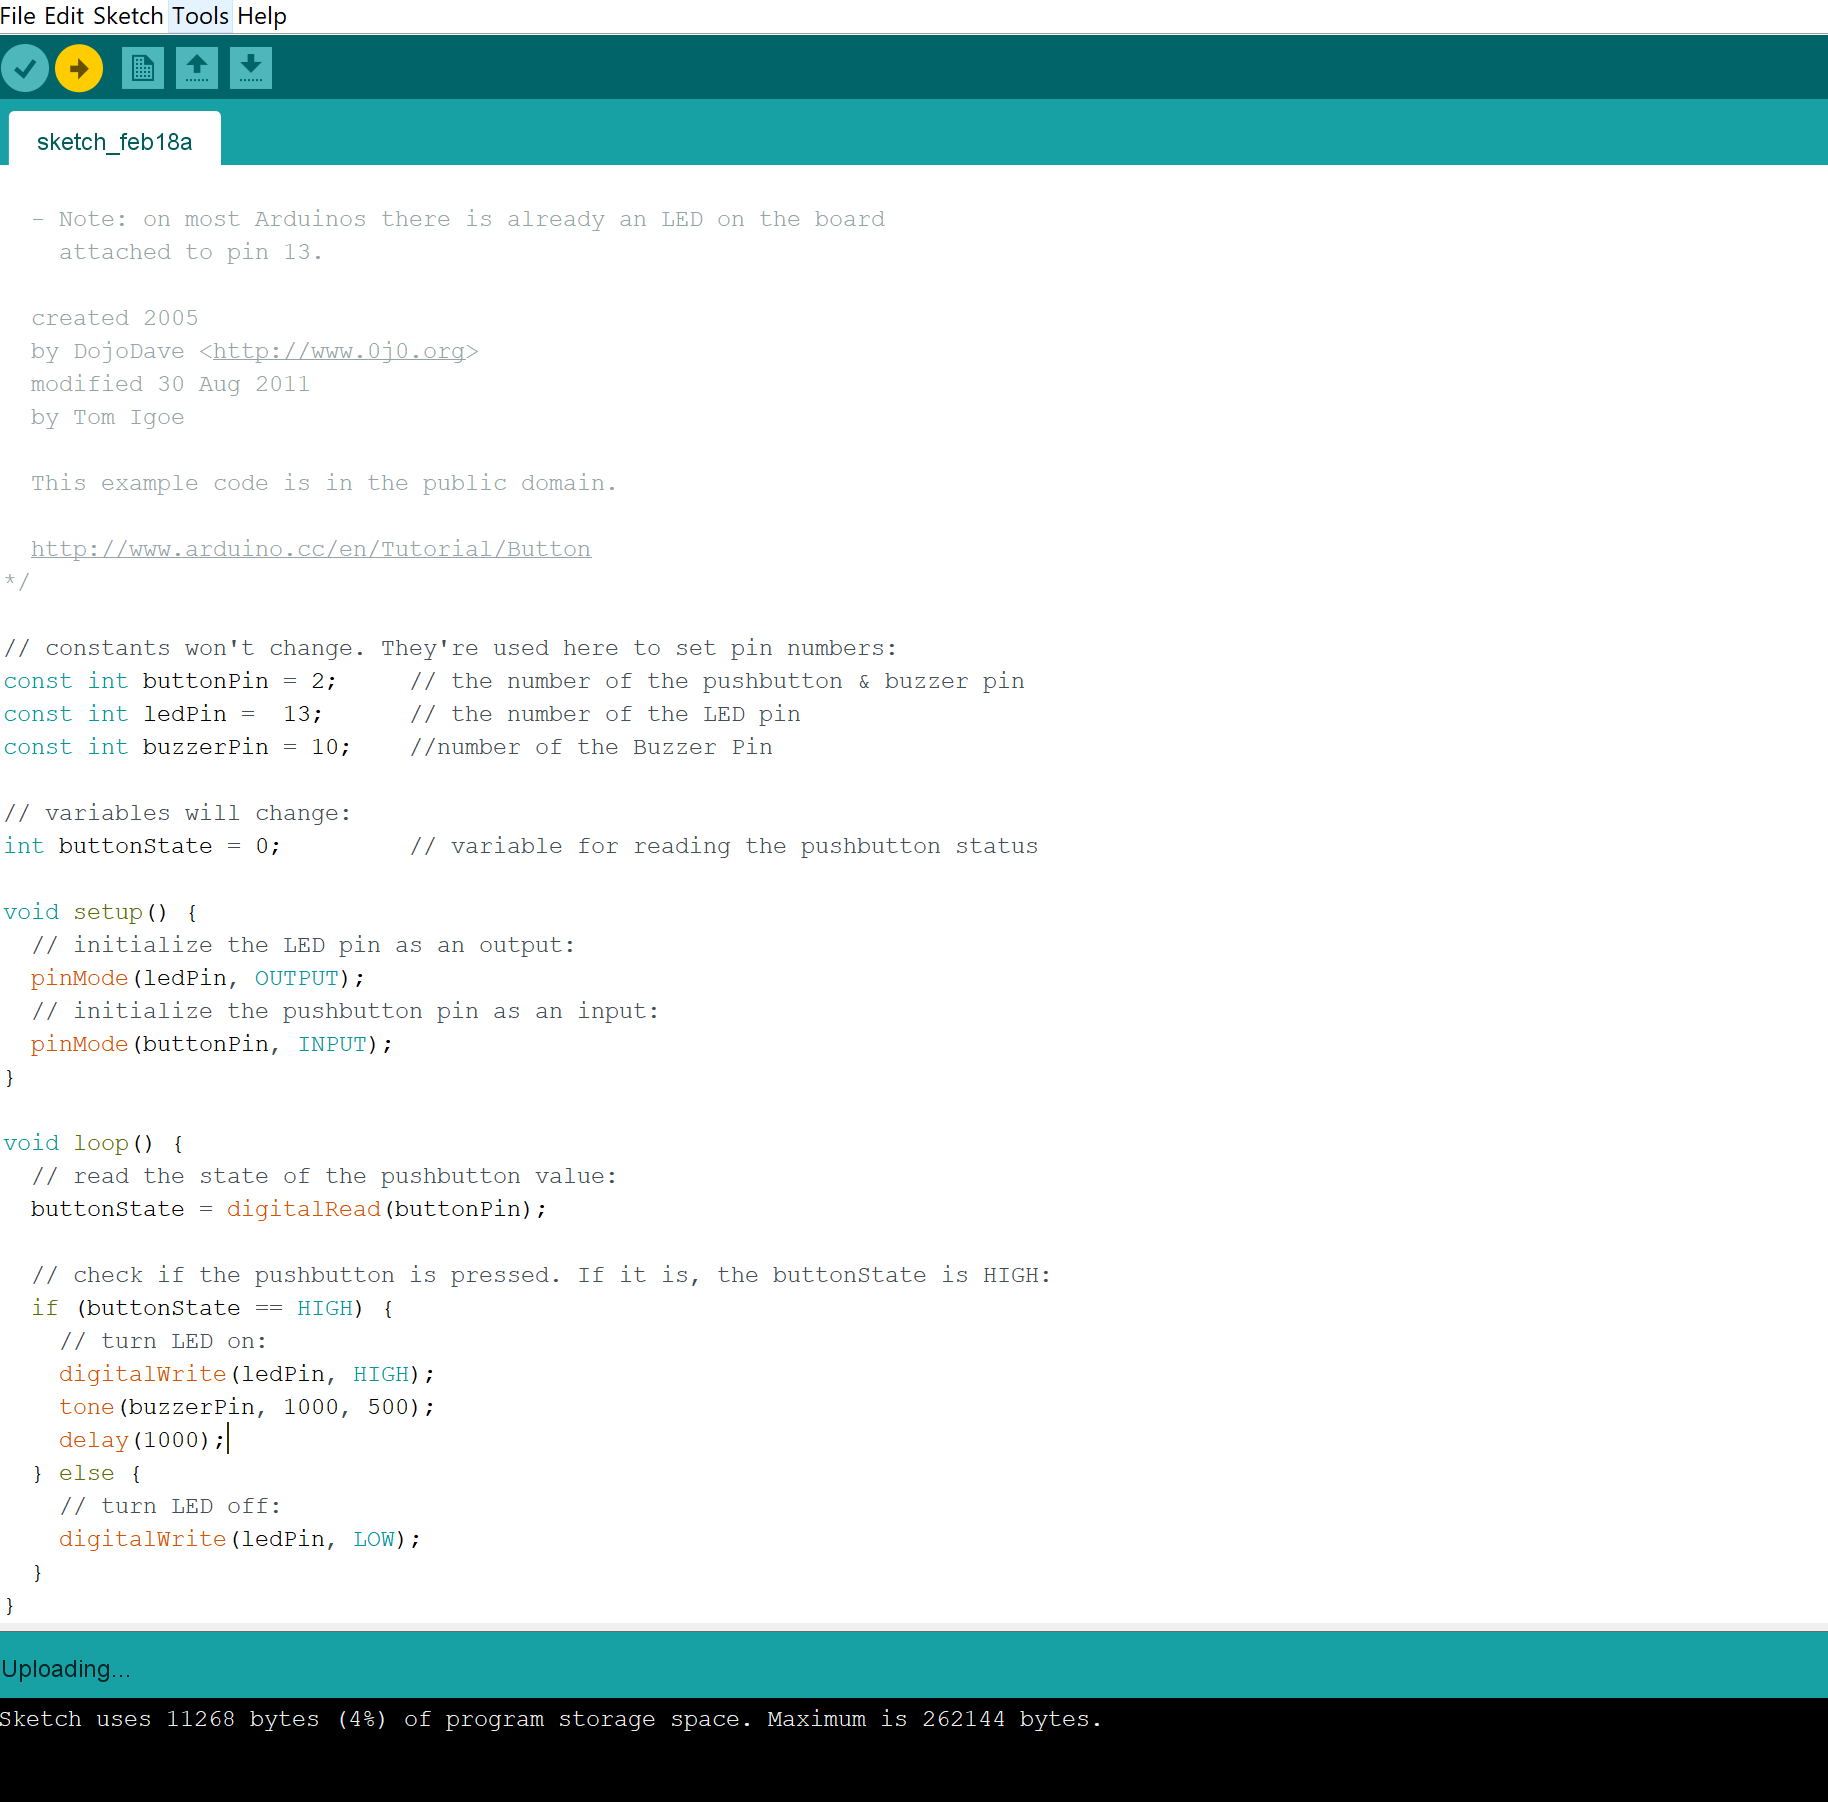 File Edit Sketch Tools Help
sketch_feb18a
- Note: on most Arduinos there is already an LED on the board
attached to pin 13.
created 2005
by DojoDave <http://www.0j0.org>
modified 30 Aug 2011
by Tom Igoe
This example code is in the public domain.
http://www.arduino.cc/en/Tutorial/Button
*/
// constants won't change. They're used here to set pin numbers:
const int buttonPin = 2;     // the number of the pushbutton & buzzer pin
const int ledPin =  13;      // the number of the LED pin
const int buzzerPin = 10;    //number of the Buzzer Pin
// variables will change:
int buttonState = 0;         // variable for reading the pushbutton status
void setup() {
  // initialize the LED pin as an output:
  pinMode(ledPin, OUTPUT);
  // initialize the pushbutton pin as an input:
  pinMode(buttonPin, INPUT);
}
void loop() {
  // read the state of the pushbutton value:
  buttonState = digitalRead(buttonPin);
  // check if the pushbutton is pressed. If it is, the buttonState is HIGH:
  if (buttonState == HIGH) {
    // turn LED on:
    digitalWrite(ledPin, HIGH);
    tone(buzzerPin, 1000, 500);
    delay(1000);
  } else {
    // turn LED off:
    digitalWrite(ledPin, LOW);
  }
}
Uploading...
Sketch uses 11268 bytes (4%) of program storage space. Maximum is 262144 bytes.